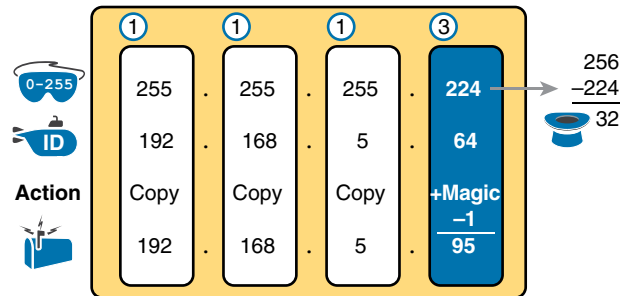 1 1 1 3
0-255 255 . 255 . 255 . 224 256
–224
32
ID 192 . 168 . 5 . 64
Action Copy Copy Copy +Magic
–1
192 . 168 . 5 . 95